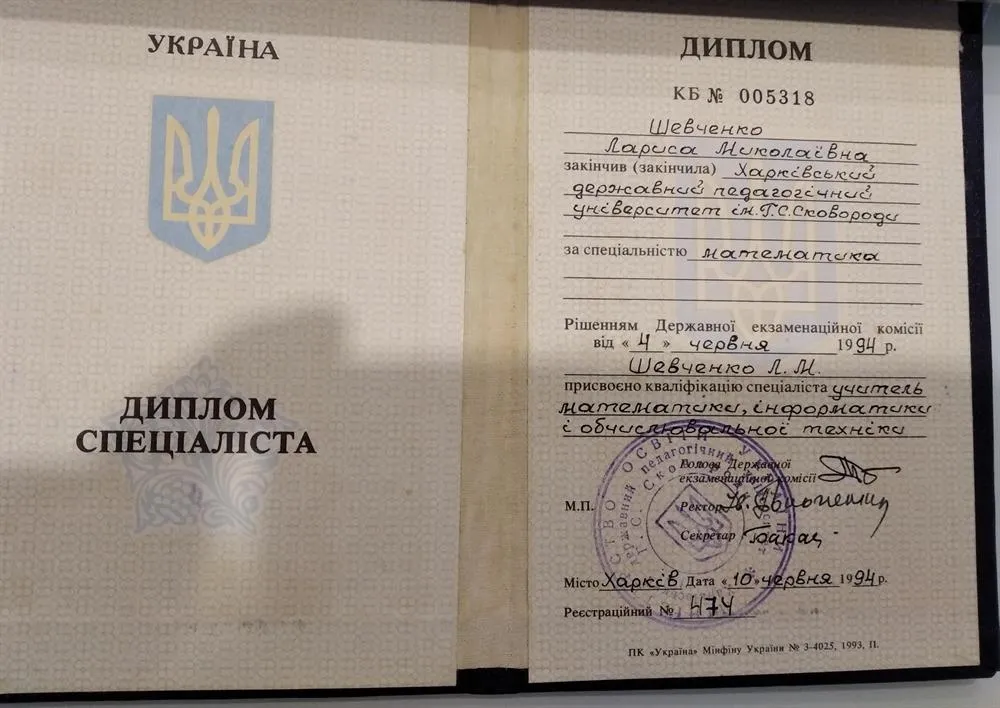 УКРАЇНА
ДИПЛОМ
СПЕЦІАЛІСТА
ДИПЛОМ
КБ № 005318
Шевченко
Лариса Миколаївна
закінчив (закінчила) Харківський
державний педагогічний
університет ім. Г.С.Сковороди
за спеціальністю математика
Рішенням Державної екзаменаційної комісії
від « 4 » червня 1994 р.
Шевченко Л. М.
присвоєно кваліфікацію спеціаліста учитель
математики, інформатики
і обчислювальної техніки
Голова Державної
екзаменаційної комісії
М.П. Ректор
Секретар
Місто Харків Дата «10» червня 1994 р.
Реєстраційний № 474
ПК «Україна» Мінфіну України № 3-4025, 1993, II.